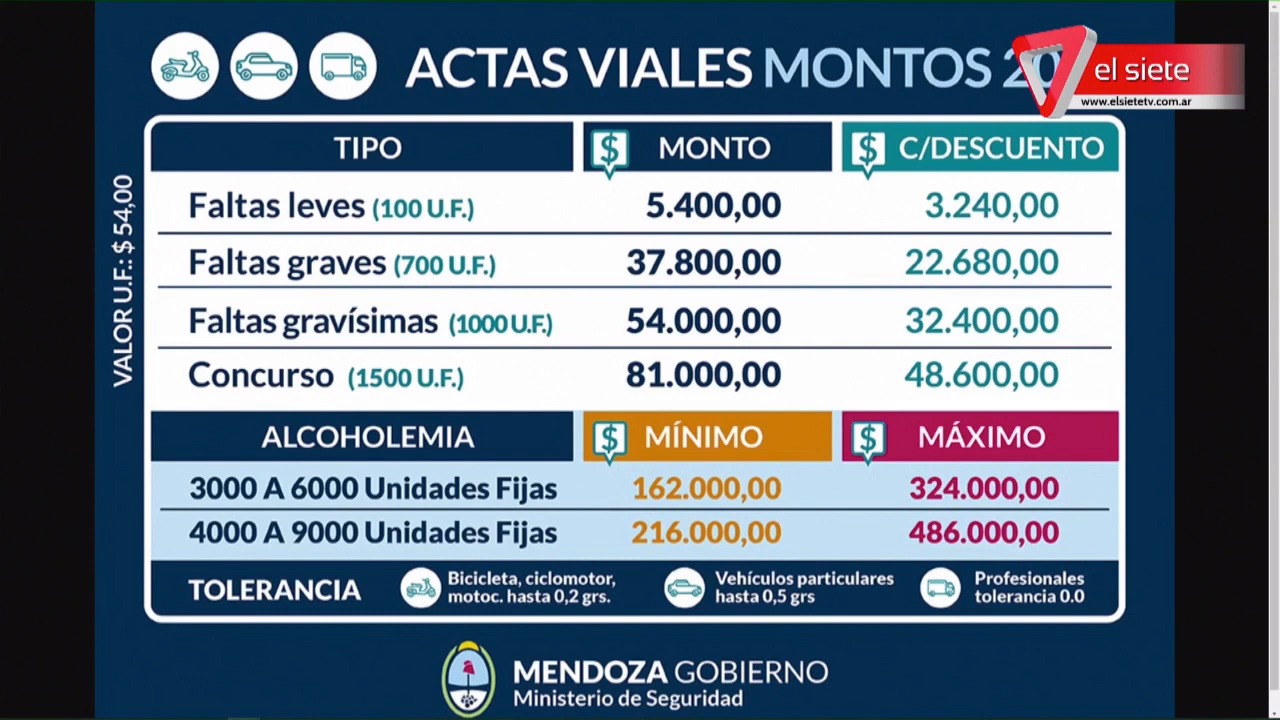 ACTAS VIALES MONTOS
el siete
www.elsietetv.com.ar
VALOR U.F.: $ 54,00
TIPO $ MONTO $ C/DESCUENTO
Faltas leves (100 U.F.) 5.400,00 3.240,00
Faltas graves (700 U.F.) 37.800,00 22.680,00
Faltas gravísimas (1000 U.F.) 54.000,00 32.400,00
Concurso (1500 U.F.) 81.000,00 48.600,00
ALCOHOLEMIA $ MÍNIMO $ MÁXIMO
3000 A 6000 Unidades Fijas 162.000,00 324.000,00
4000 A 9000 Unidades Fijas 216.000,00 486.000,00
TOLERANCIA
Bicicleta, ciclomotor,
motoc. hasta 0,2 grs.
Vehículos particulares
hasta 0,5 grs
Profesionales
tolerancia 0.0
MENDOZA GOBIERNO
Ministerio de Seguridad